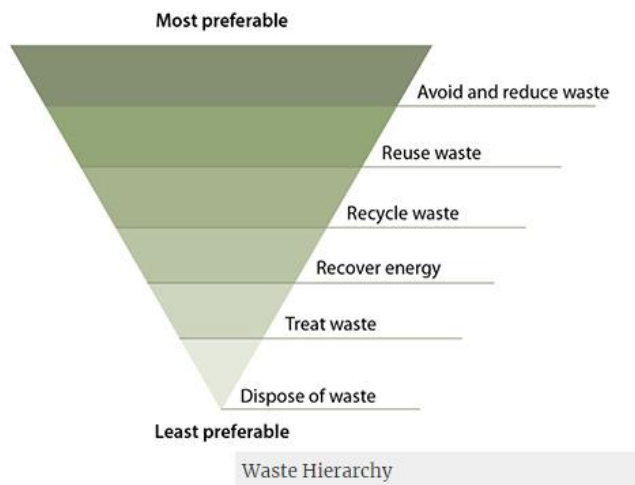 Most preferable
Avoid and reduce waste
Reuse waste
Recycle waste
Recover energy
Treat waste
Dispose of waste
Least preferable
Waste Hierarchy